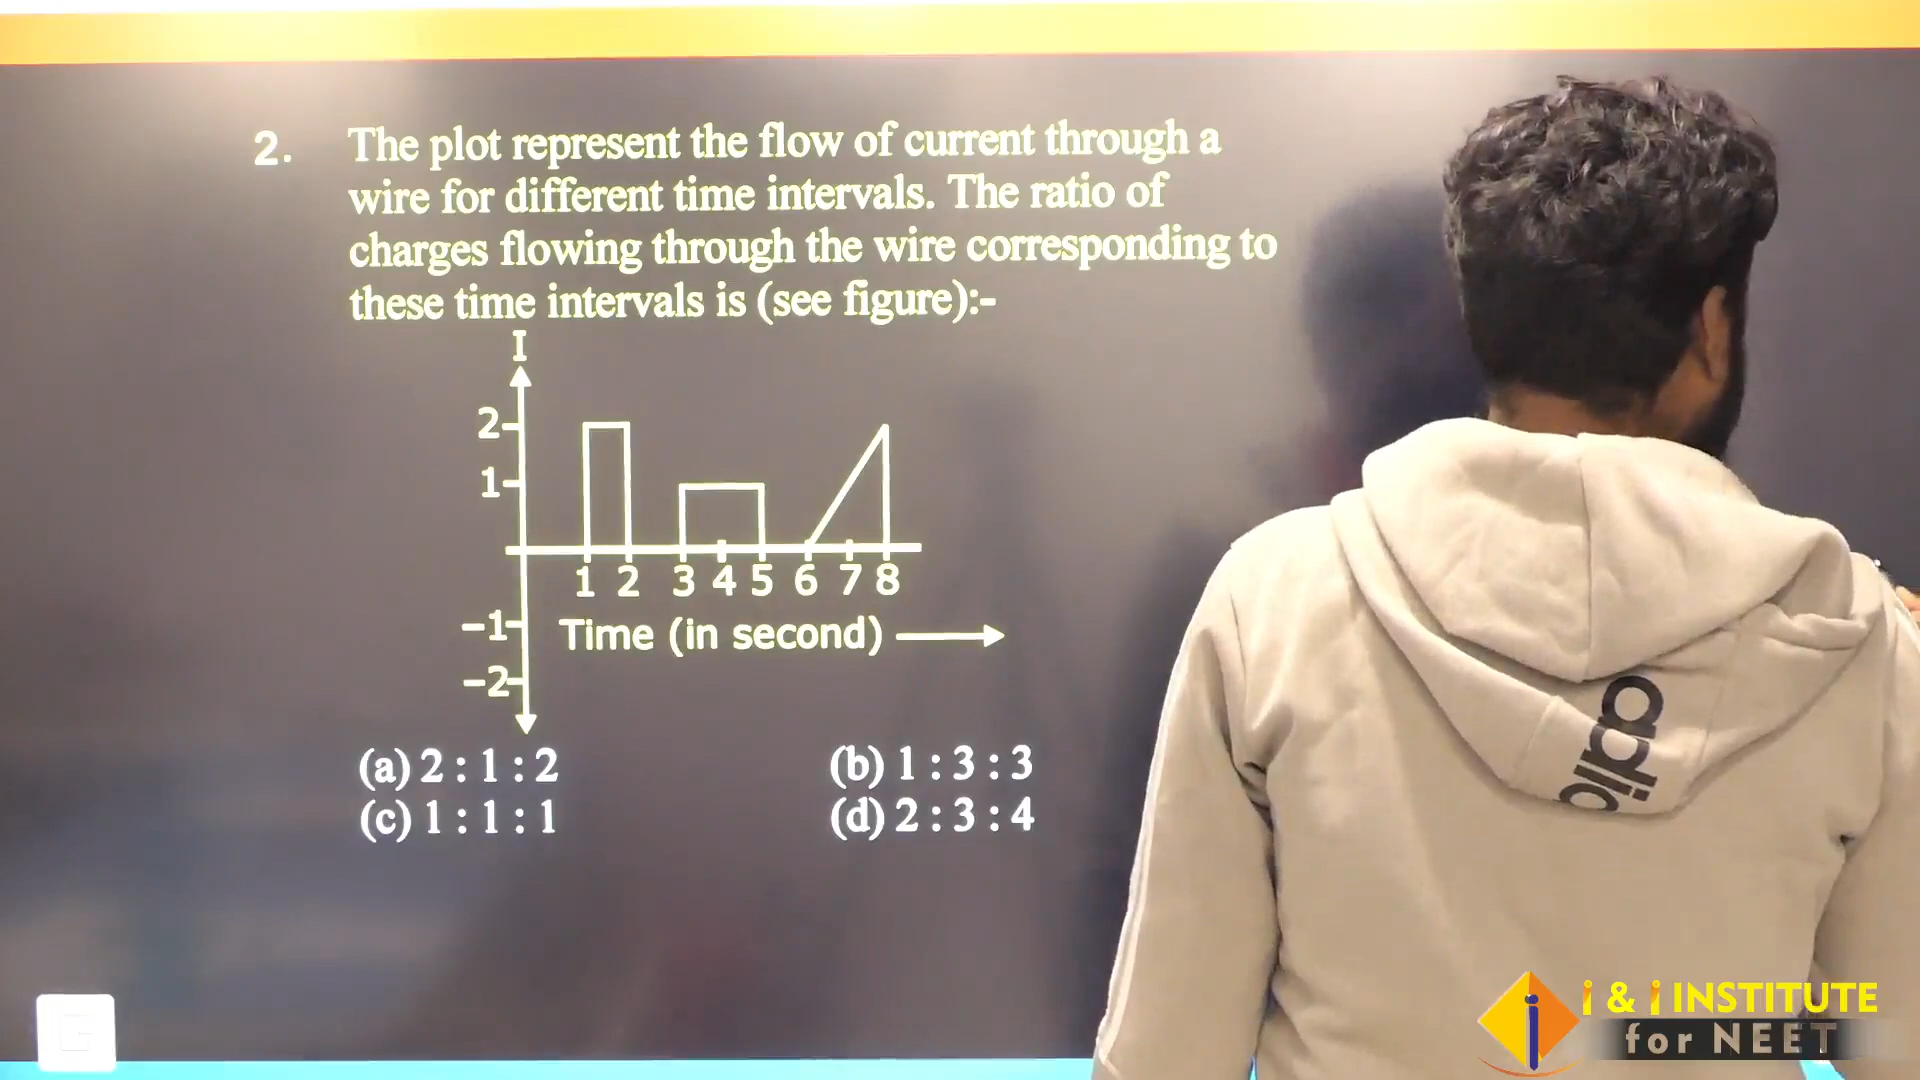 2. The plot represent the flow of current through a
wire for different time intervals. The ratio of
charges flowing through the wire corresponding to
these time intervals is (see figure):-
I
2
1
1 2 3 4 5 6 7 8
-1
Time (in second)
-2
(a) 2 : 1 : 2 (b) 1 : 3 : 3
(c) 1 : 1 : 1 (d) 2 : 3 : 4
adid
i & i INSTITUTE
for NEET